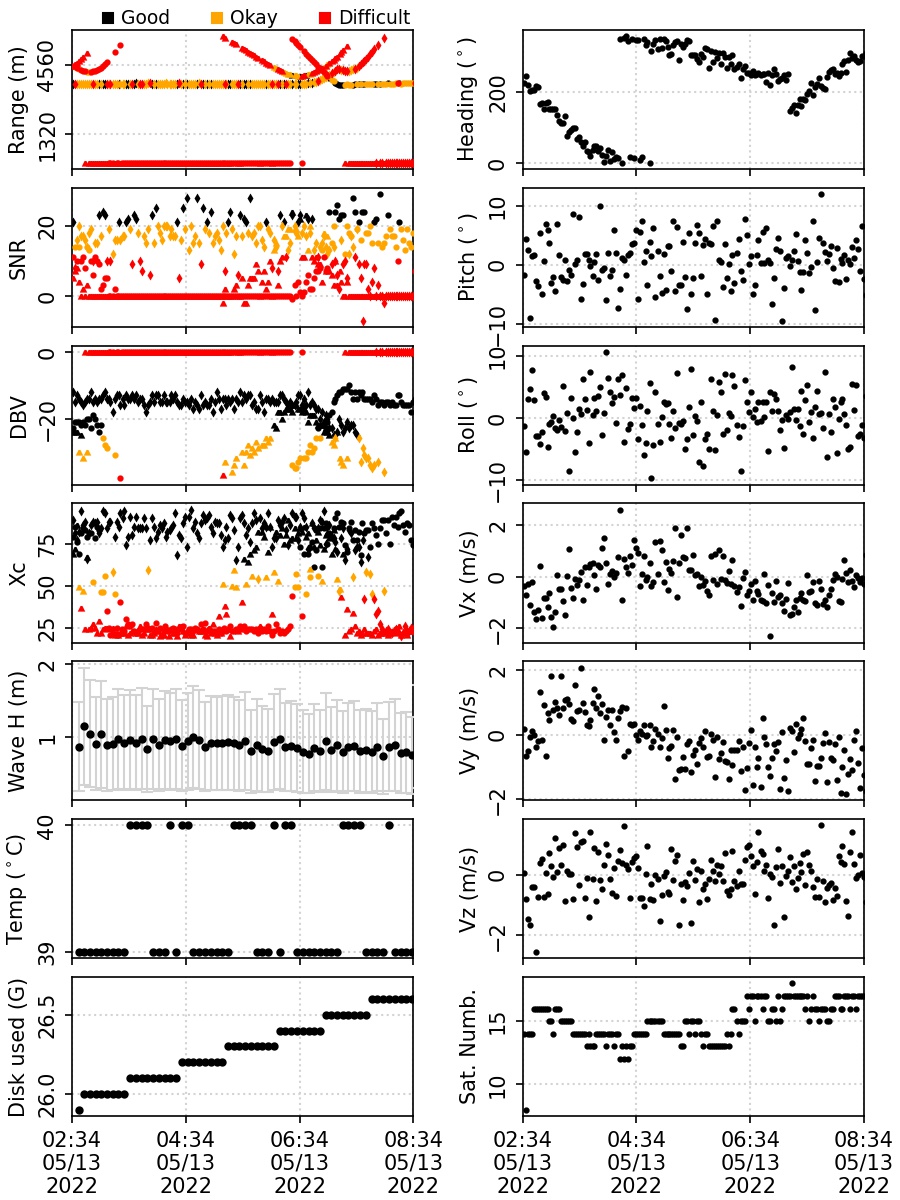 Good Okay Difficult
Range (m)
4560
1320
Heading (°)
200
0
SNR
20
0
Pitch (°)
10
0
−10
DBV
0
−20
Roll (°)
10
0
−10
Xc
75
50
25
Vx (m/s)
2
0
−2
Wave H (m)
2
1
Vy (m/s)
2
0
−2
Temp (°C)
40
39
Vz (m/s)
0
−2
Disk used (G)
26.5
26.0
Sat. Numb.
15
10
02:34 04:34 06:34 08:34
05/13 05/13 05/13 05/13
2022 2022 2022 2022
02:34 04:34 06:34 08:34
05/13 05/13 05/13 05/13
2022 2022 2022 2022